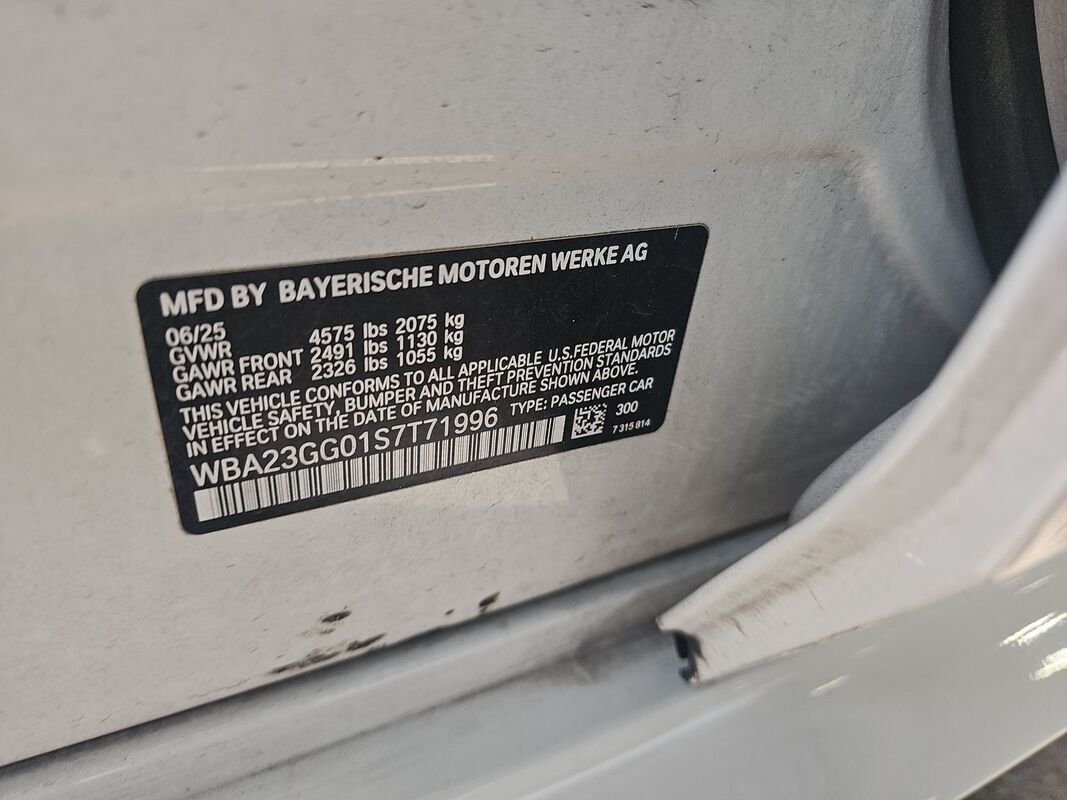 MFD BY BAYERISCHE MOTOREN WERKE AG
06/25
GVWR 4575 lbs 2075 kg
GAWR FRONT 2491 lbs 1130 kg
GAWR REAR 2326 lbs 1055 kg
THIS VEHICLE CONFORMS TO ALL APPLICABLE U.S.FEDERAL MOTOR
VEHICLE SAFETY, BUMPER AND THEFT PREVENTION STANDARDS
IN EFFECT ON THE DATE OF MANUFACTURE SHOWN ABOVE.
WBA23GG01S7T71996 TYPE: PASSENGER CAR
300
7 315 814